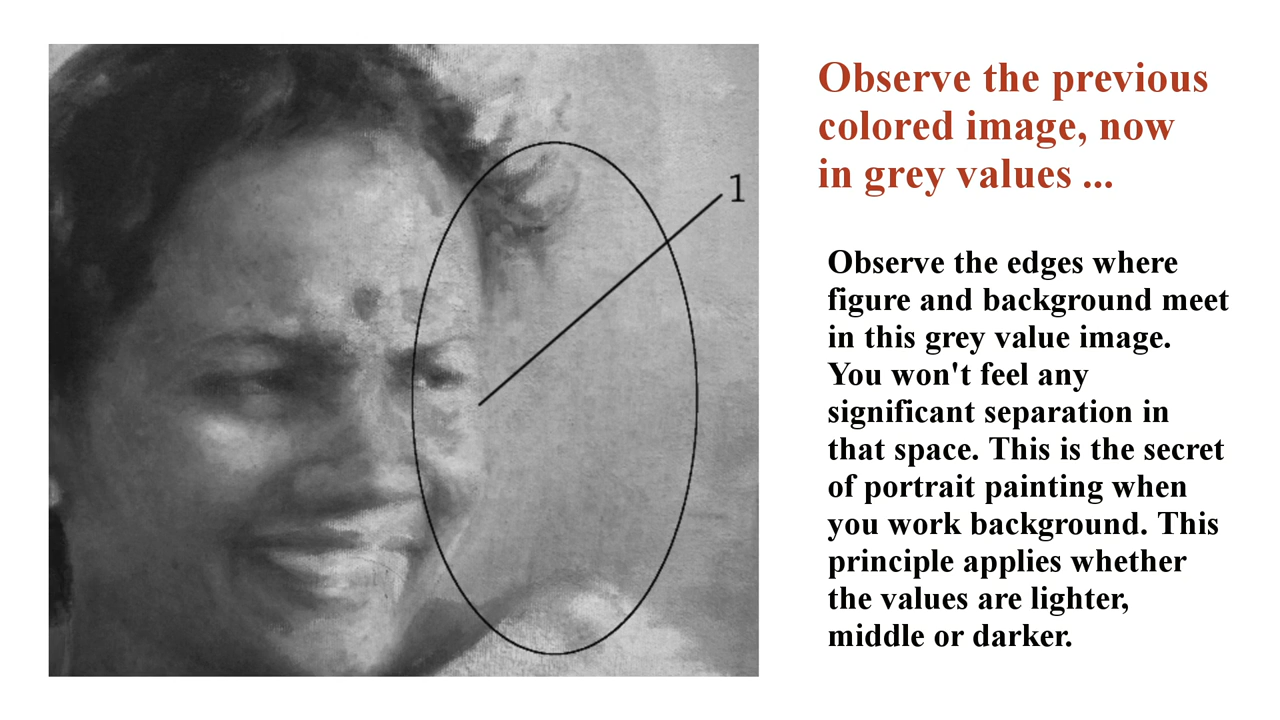 1
Observe the previous
colored image, now
in grey values ...
Observe the edges where
figure and background meet
in this grey value image.
You won't feel any
significant separation in
that space. This is the secret
of portrait painting when
you work background. This
principle applies whether
the values are lighter,
middle or darker.